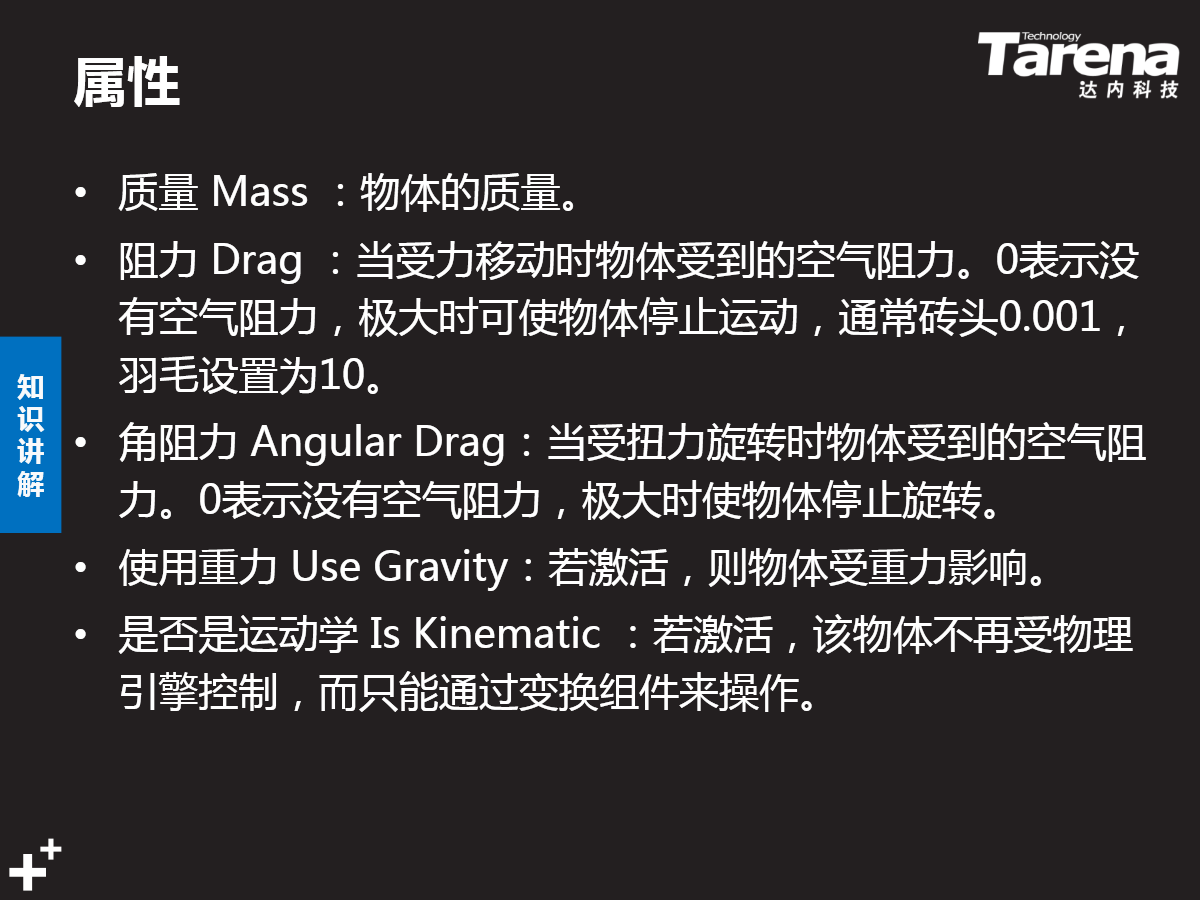 属性
Technology
Tarena
达内科技
• 质量 Mass ：物体的质量。
• 阻力 Drag ：当受力移动时物体受到的空气阻力。0表示没
有空气阻力，极大时可使物体停止运动，通常砖头0.001，
羽毛设置为10。
• 角阻力 Angular Drag：当受扭力旋转时物体受到的空气阻
力。0表示没有空气阻力，极大时使物体停止旋转。
• 使用重力 Use Gravity：若激活，则物体受重力影响。
• 是否是运动学 Is Kinematic ：若激活，该物体不再受物理
引擎控制，而只能通过变换组件来操作。
知识讲解